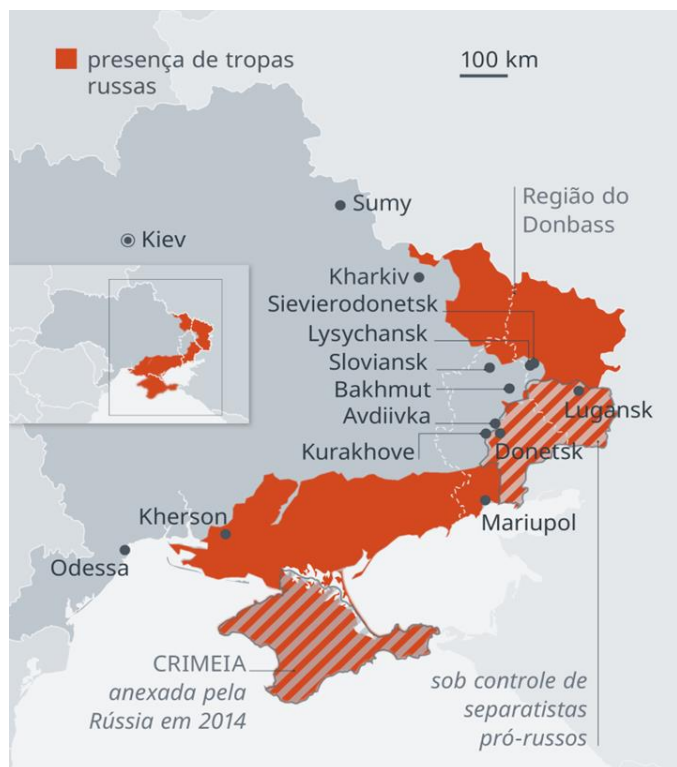 presença de tropas
russas
100 km
Região do
Donbass
Sumy
Kiev
Kharkiv
Sievierodonetsk
Lysychansk
Sloviansk
Bakhmut
Avdiivka
Lugansk
Kurakhove
Donetsk
Kherson
Mariupol
Odessa
CRIMEIA
anexada pela
Rússia em 2014
sob controle de
separatistas
pró-russos